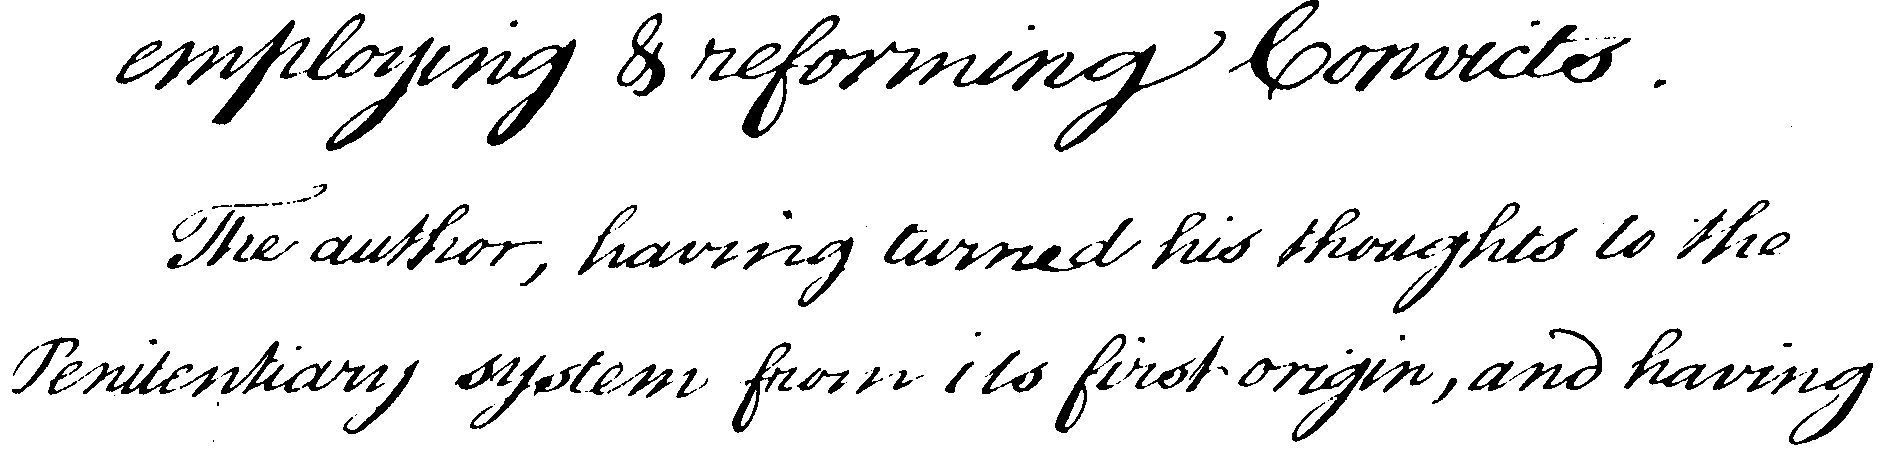 employing & reforming Convicts.
The author, having turned his thoughts to the
Penitentiary system from its first origin, and having